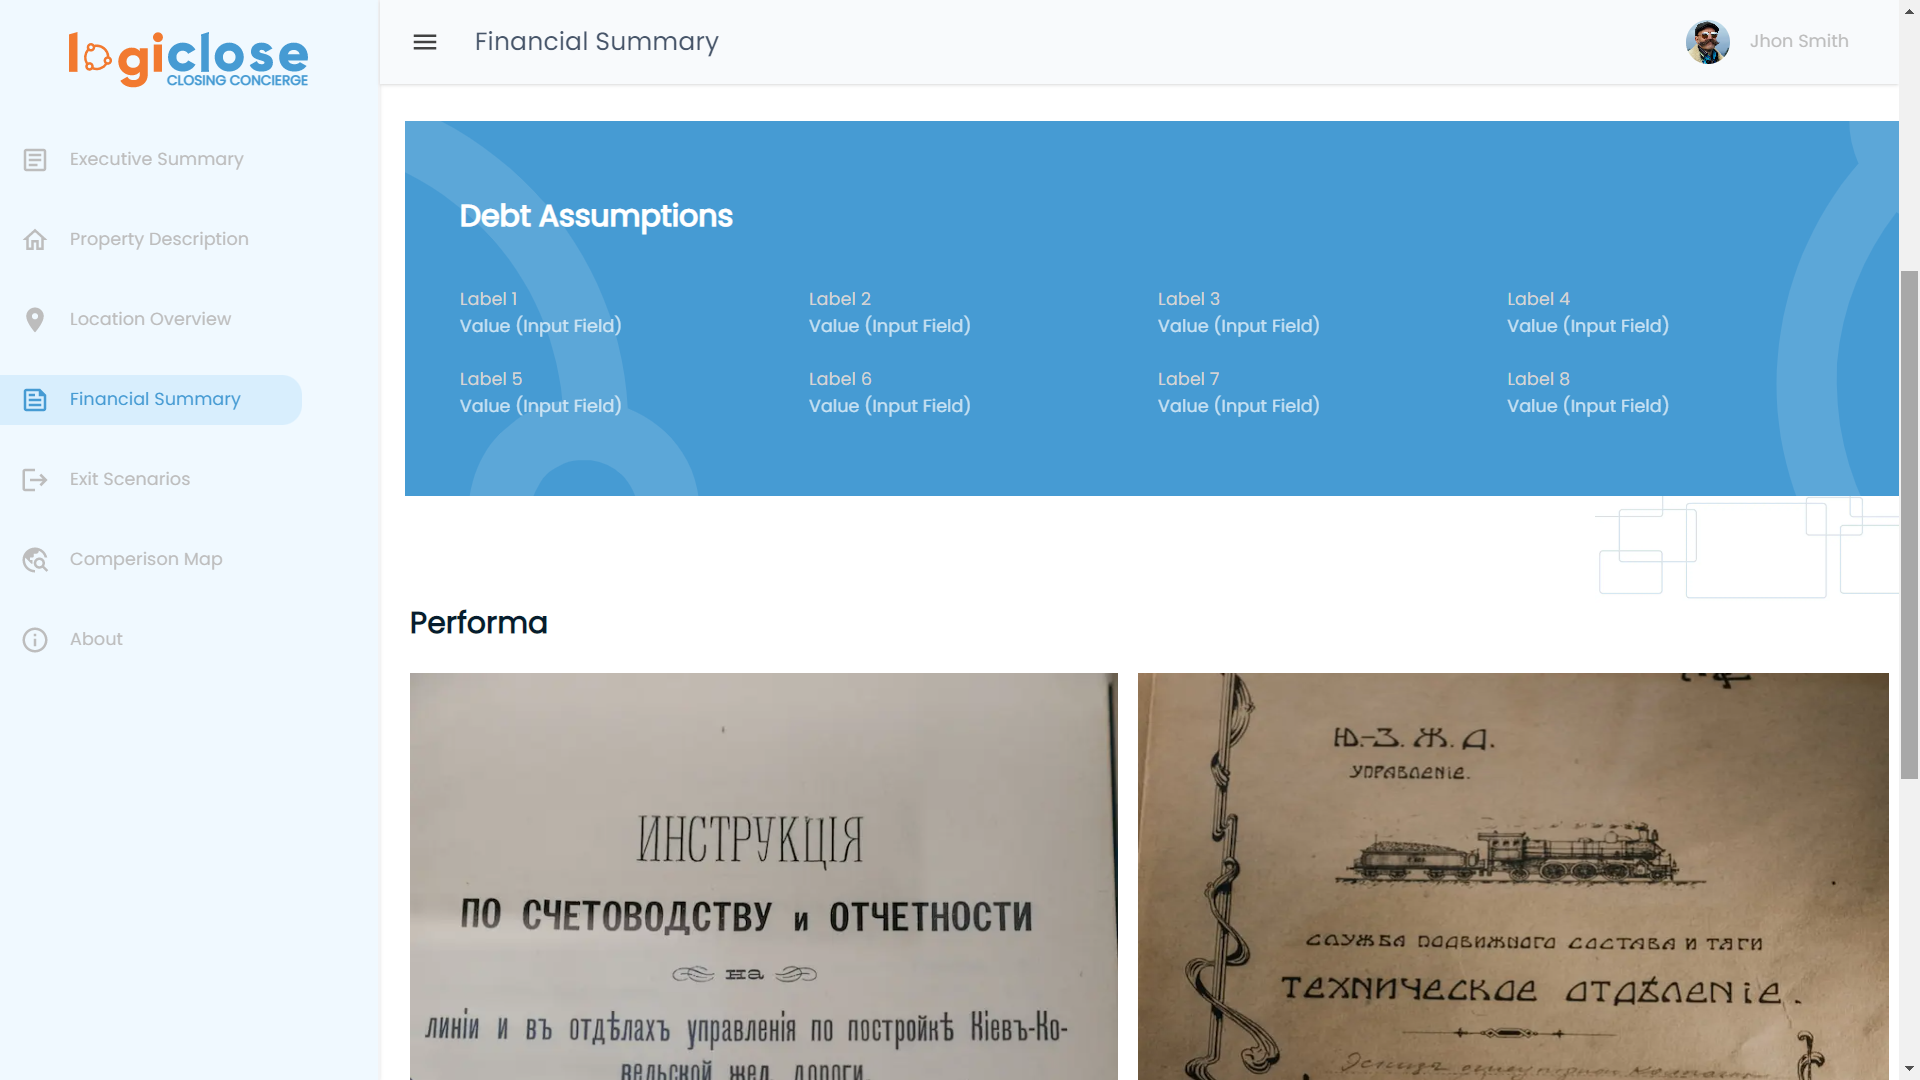 logiclose
CLOSING CONCIERGE
Financial Summary
Jhon Smith
Executive Summary
Property Description
Location Overview
Financial Summary
Exit Scenarios
Comperison Map
About
Debt Assumptions
Label 1
Value (Input Field)
Label 2
Value (Input Field)
Label 3
Value (Input Field)
Label 4
Value (Input Field)
Label 5
Value (Input Field)
Label 6
Value (Input Field)
Label 7
Value (Input Field)
Label 8
Value (Input Field)
Performa
ИНСТРУКЦІЯ
ПО СЧЕТОВОДСТВУ и ОТЧЕТНОСТИ
на
линіи и въ отдѣлахъ управленія по постройкѣ Кіевъ-Ко-
вельской жел. дороги.
Ю.-З. Ж. Д.
УПРАВЛЕНІЕ.
СЛУЖБА ПОДВИЖНОГО СОСТАВА И ТЯГИ
ТЕХНИЧЕСКОЕ ОТДѢЛЕНІЕ.
Эскизъ